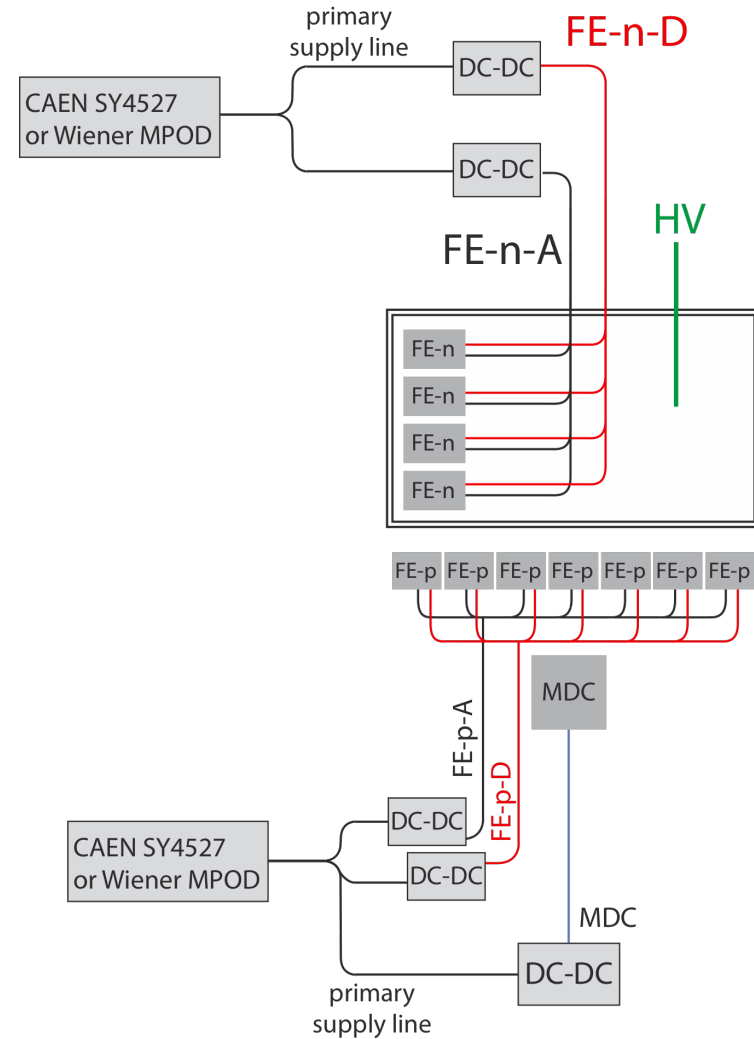 primary
supply line
FE-n-D
DC-DC
CAEN SY4527
or Wiener MPOD
DC-DC
HV
FE-n-A
FE-n
FE-n
FE-n
FE-n
FE-p FE-p FE-p FE-p FE-p FE-p FE-p
MDC
FE-p-A
FE-p-D
DC-DC
CAEN SY4527
or Wiener MPOD
DC-DC
MDC
DC-DC
primary
supply line